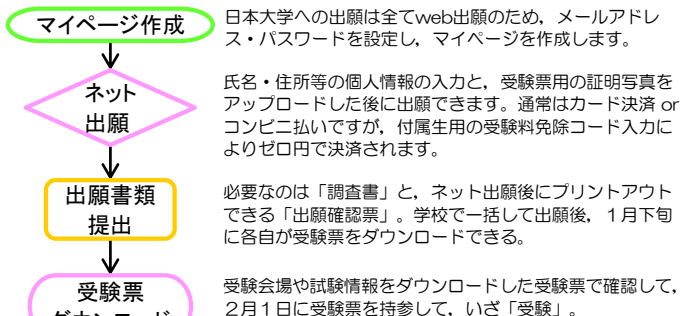 マイページ作成
日本大学への出願は全てweb出願のため，メールアドレ
ス・パスワードを設定し，マイページを作成します。
ネット
出願
氏名・住所等の個人情報の入力と，受験票用の証明写真を
アップロードした後に出願できます。通常はカード決済 or
コンビニ払いですが，付属生用の受験料免除コード入力に
よりゼロ円で決済されます。
出願書類
提出
必要なのは「調査書」と，ネット出願後にプリントアウト
できる「出願確認票」。学校で一括して出願後，１月下旬
に各自が受験票をダウンロードできる。
受験票
ダウンロード
受験会場や試験情報をダウンロードした受験票で確認して，
２月１日に受験票を持参して，いざ「受験」。